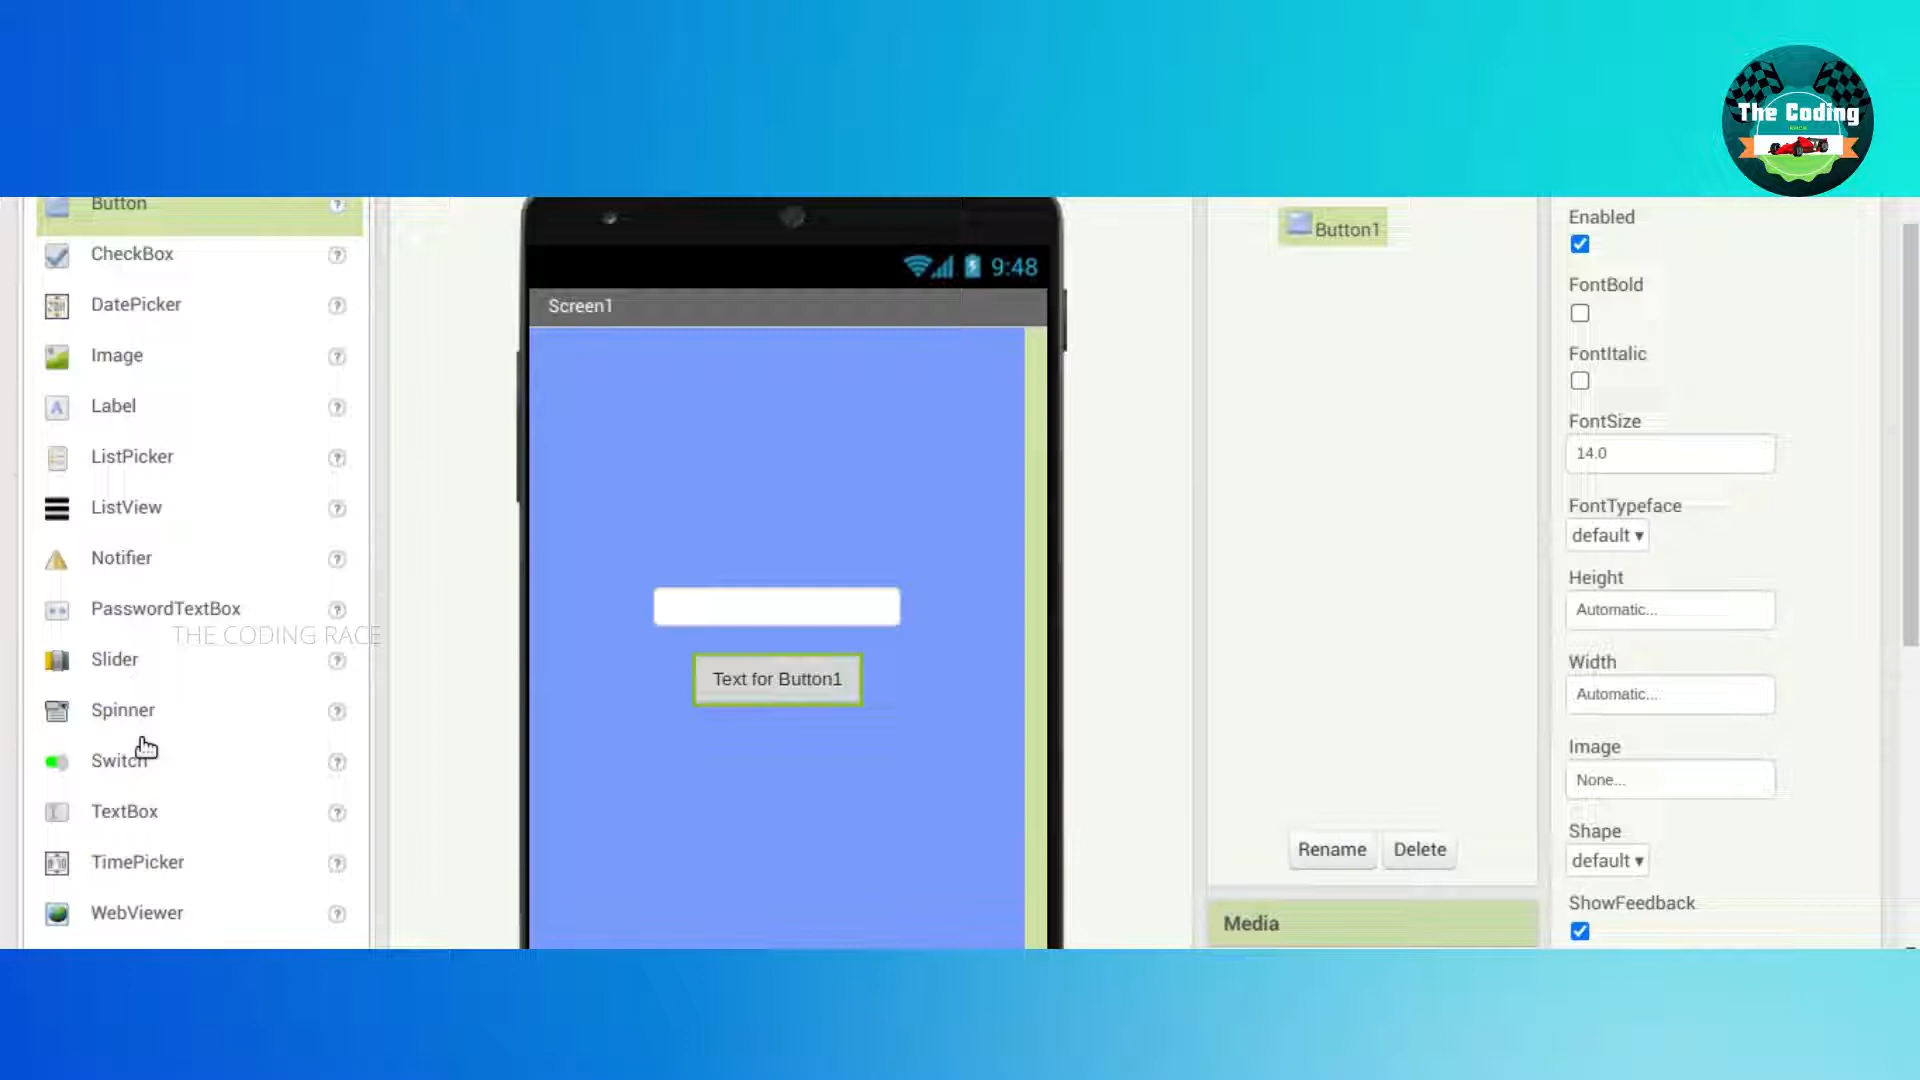 The Coding
RACE
Button
CheckBox
DatePicker
Image
Label
ListPicker
ListView
Notifier
PasswordTextBox
THE CODING RACE
Slider
Spinner
Switch
TextBox
TimePicker
WebViewer
9:48
Screen1
Text for Button1
Button1
Rename
Delete
Media
Enabled
FontBold
FontItalic
FontSize
14.0
FontTypeface
default
Height
Automatic...
Width
Automatic...
Image
None...
Shape
default
ShowFeedback